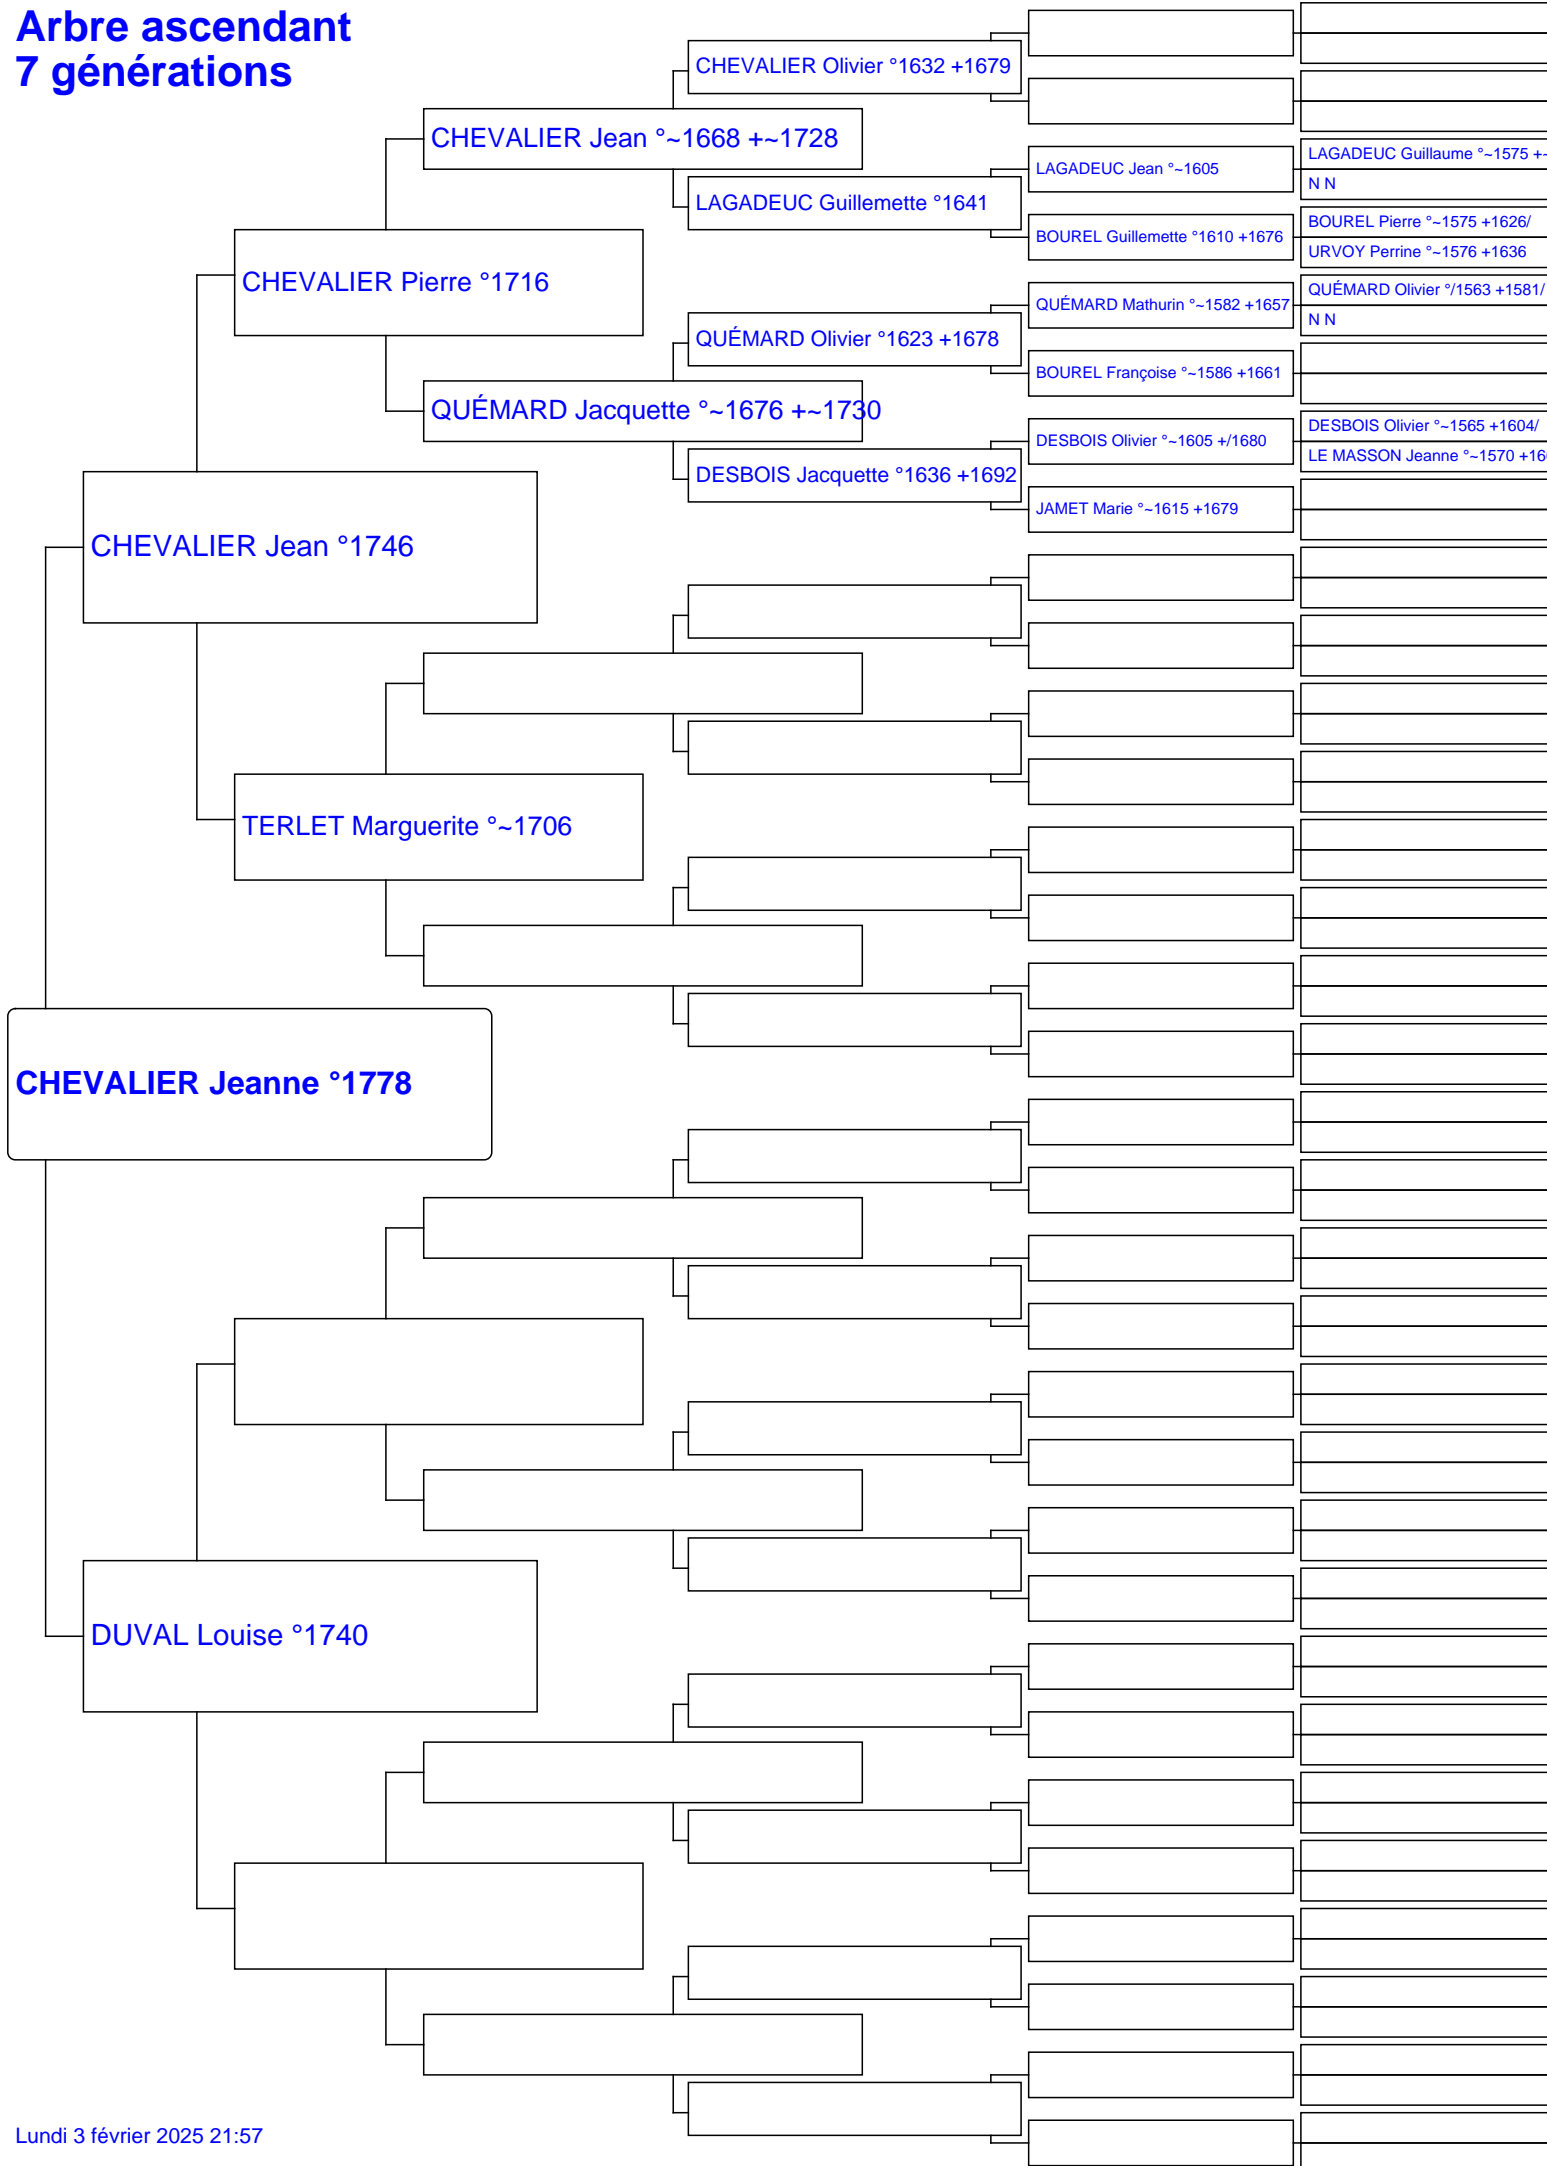 Arbre ascendant
7 générations
CHEVALIER Olivier °1632 +1679
CHEVALIER Jean °~1668 +~1728
LAGADEUC Guillaume °~1575 +~
LAGADEUC Jean °~1605
N N
LAGADEUC Guillemette °1641
BOUREL Pierre °~1575 +1626/
BOUREL Guillemette °1610 +1676
URVOY Perrine °~1576 +1636
CHEVALIER Pierre °1716
QUÉMARD Olivier °/1563 +1581/
QUÉMARD Mathurin °~1582 +1657
N N
QUÉMARD Olivier °1623 +1678
BOUREL Françoise °~1586 +1661
QUÉMARD Jacquette °~1676 +~1730
DESBOIS Olivier °~1565 +1604/
DESBOIS Olivier °~1605 +/1680
LE MASSON Jeanne °~1570 +16
DESBOIS Jacquette °1636 +1692
JAMET Marie °~1615 +1679
CHEVALIER Jean °1746
TERLET Marguerite °~1706
CHEVALIER Jeanne °1778
DUVAL Louise °1740
Lundi 3 février 2025 21:57